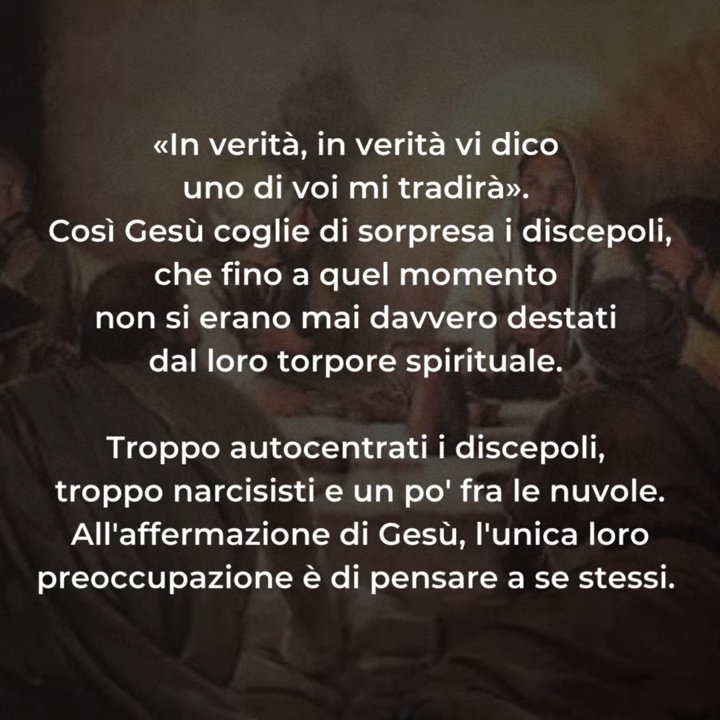 «In verità, in verità vi dico
uno di voi mi tradirà».
Così Gesù coglie di sorpresa i discepoli,
che fino a quel momento
non si erano mai davvero destati
dal loro torpore spirituale.
Troppo autocentrati i discepoli,
troppo narcisisti e un po' fra le nuvole.
All'affermazione di Gesù, l'unica loro
preoccupazione è di pensare a se stessi.